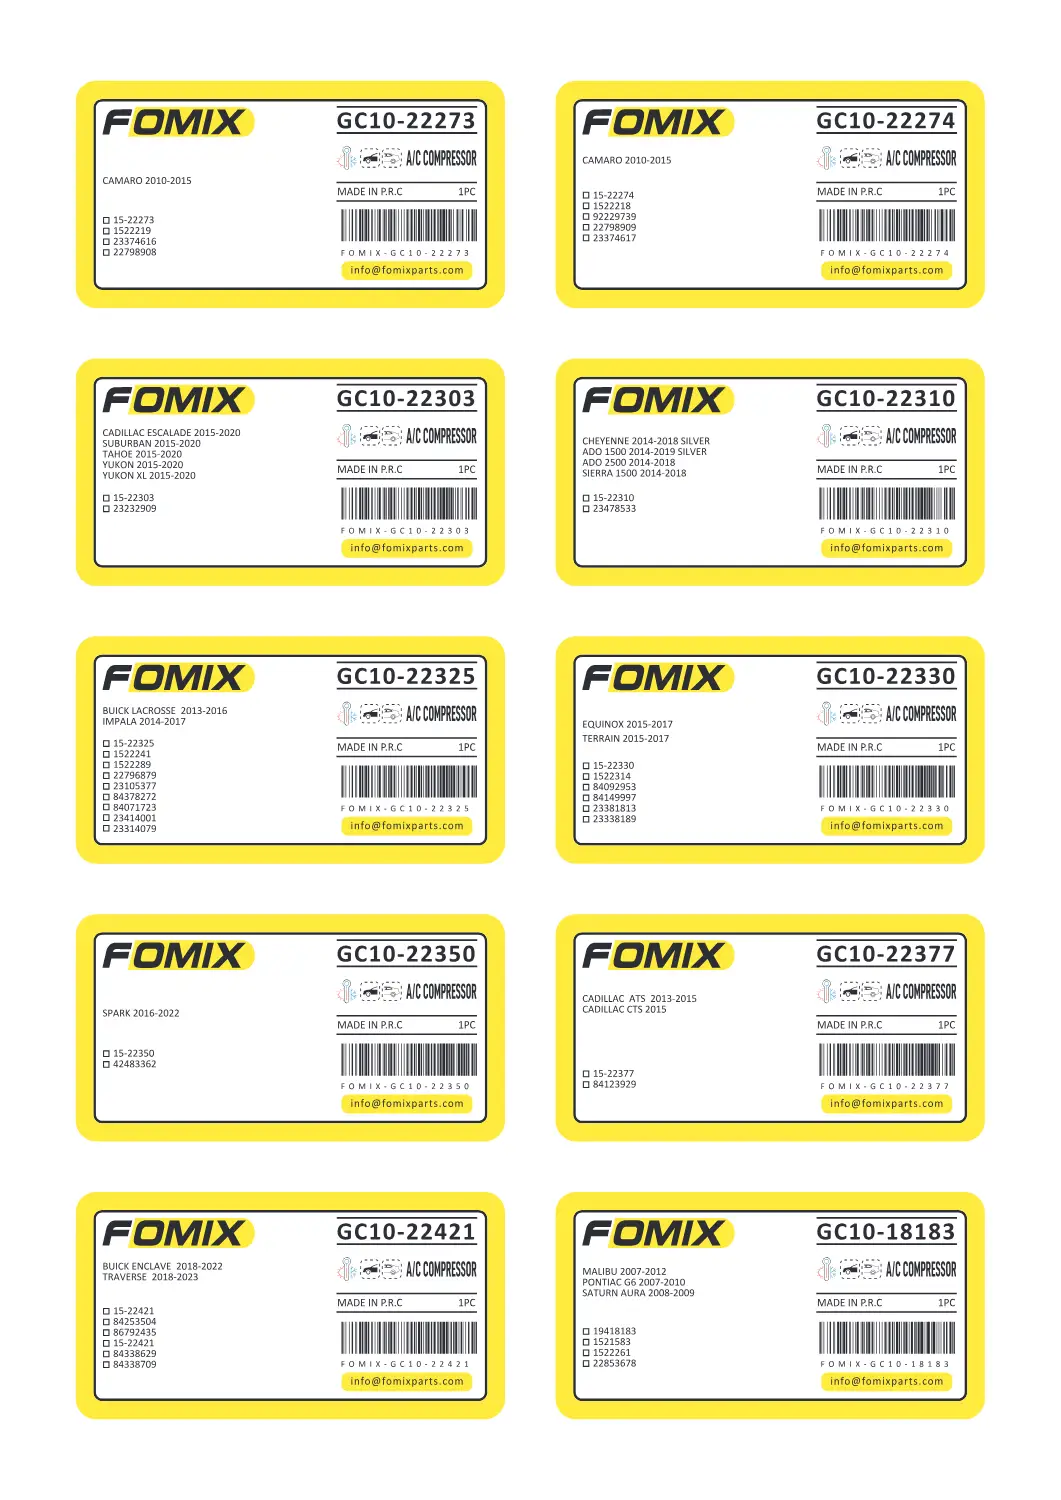 FOMIX
GC10-22273
A/C COMPRESSOR
CAMARO 2010-2015
MADE IN P.R.C 1PC
15-22273
1522219
23374616
22798908
FOMIX-GC10-22273
info@fomixparts.com
FOMIX
GC10-22274
A/C COMPRESSOR
CAMARO 2010-2015
MADE IN P.R.C 1PC
15-22274
1522218
92229739
22798909
23374617
FOMIX-GC10-22274
info@fomixparts.com
FOMIX
GC10-22303
A/C COMPRESSOR
CADILLAC ESCALADE 2015-2020
SUBURBAN 2015-2020
TAHOE 2015-2020
YUKON 2015-2020
YUKON XL 2015-2020
MADE IN P.R.C 1PC
15-22303
23232909
FOMIX-GC10-22303
info@fomixparts.com
FOMIX
GC10-22310
A/C COMPRESSOR
CHEYENNE 2014-2018 SILVER
ADO 1500 2014-2019 SILVER
ADO 2500 2014-2018
SIERRA 1500 2014-2018
MADE IN P.R.C 1PC
15-22310
23478533
FOMIX-GC10-22310
info@fomixparts.com
FOMIX
GC10-22325
A/C COMPRESSOR
BUICK LACROSSE 2013-2016
IMPALA 2014-2017
MADE IN P.R.C 1PC
15-22325
1522241
1522289
22796879
23105377
84378272
84071723
23414001
23314079
FOMIX-GC10-22325
info@fomixparts.com
FOMIX
GC10-22330
A/C COMPRESSOR
EQUINOX 2015-2017
TERRAIN 2015-2017
MADE IN P.R.C 1PC
15-22330
1522314
84092953
84149997
23381813
23338189
FOMIX-GC10-22330
info@fomixparts.com
FOMIX
GC10-22350
A/C COMPRESSOR
SPARK 2016-2022
MADE IN P.R.C 1PC
15-22350
42483362
FOMIX-GC10-22350
info@fomixparts.com
FOMIX
GC10-22377
A/C COMPRESSOR
CADILLAC ATS 2013-2015
CADILLAC CTS 2015
MADE IN P.R.C 1PC
15-22377
84123929
FOMIX-GC10-22377
info@fomixparts.com
FOMIX
GC10-22421
A/C COMPRESSOR
BUICK ENCLAVE 2018-2022
TRAVERSE 2018-2023
MADE IN P.R.C 1PC
15-22421
84253504
86792435
15-22421
84338629
84338709
FOMIX-GC10-22421
info@fomixparts.com
FOMIX
GC10-18183
A/C COMPRESSOR
MALIBU 2007-2012
PONTIAC G6 2007-2010
SATURN AURA 2008-2009
MADE IN P.R.C 1PC
19418183
1521583
1522261
22853678
FOMIX-GC10-18183
info@fomixparts.com